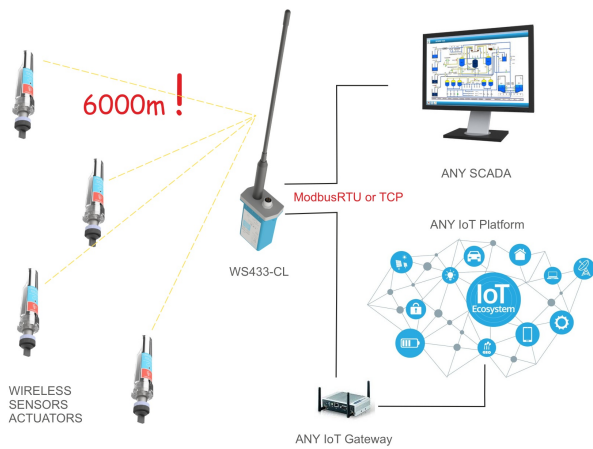 6000m!
ModbusRTU or TCP
WS433-CL
ANY SCADA
ANY IoT Platform
IoT
Ecosystem
WIRELESS
SENSORS
ACTUATORS
ANY IoT Gateway